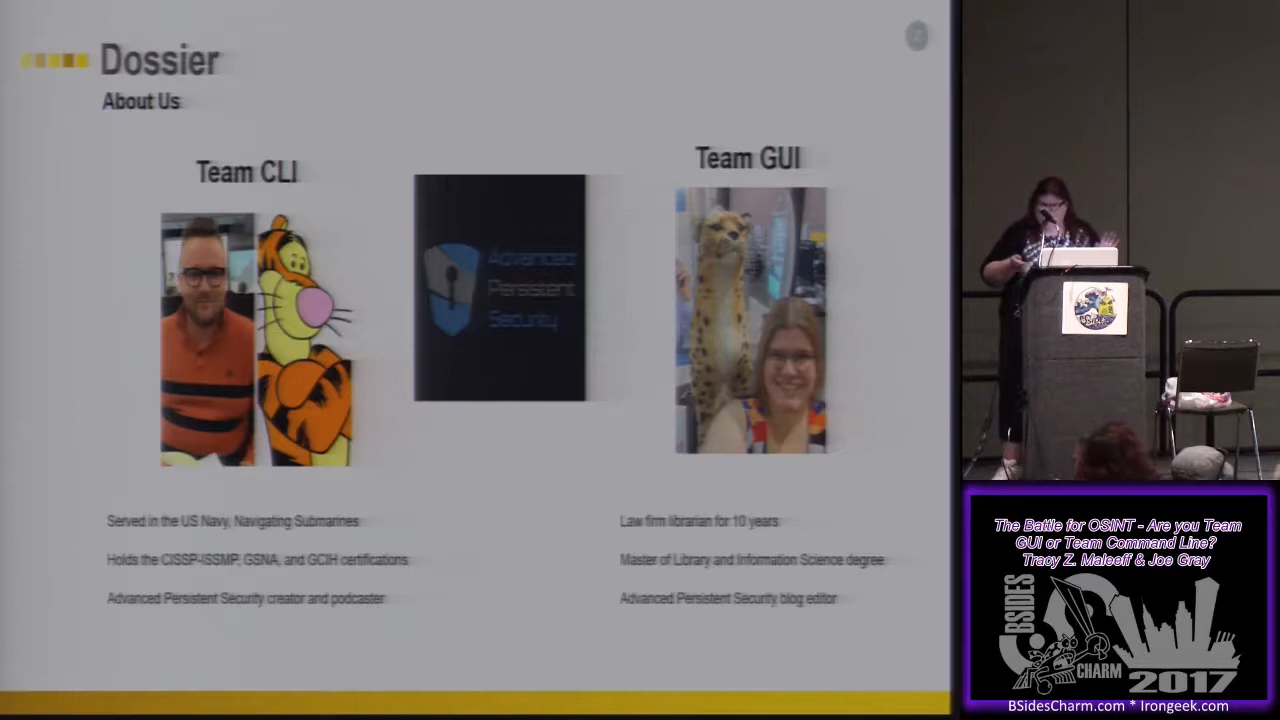 Dossier
About Us
Team CLI
Team GUI
Advanced
Persistent
Security
Served in the US Navy, Navigating Submarines
Holds the CISSP-ISSMP, GSNA, and GCIH certifications
Advanced Persistent Security creator and podcaster
Law firm librarian for 10 years
Master of Library and Information Science degree
Advanced Persistent Security blog editor
The Battle for OSINT - Are you Team
GUI or Team Command Line?
Tracy Z. Maleeff & Joe Gray
BSIDES
CHARM
2017
BSidesCharm.com * Irongeek.com